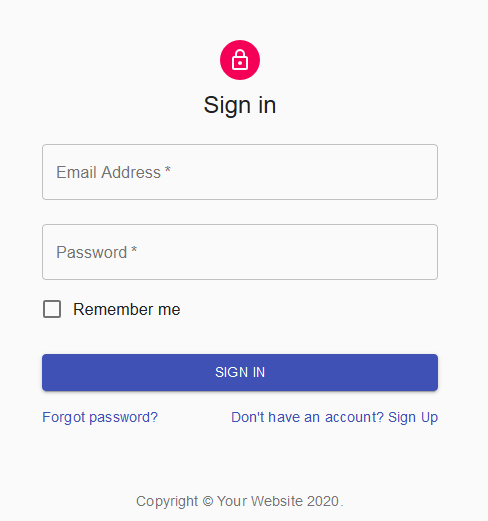 Sign in
Email Address *
Password *
Remember me
SIGN IN
Forgot password? Don't have an account? Sign Up
Copyright © Your Website 2020.